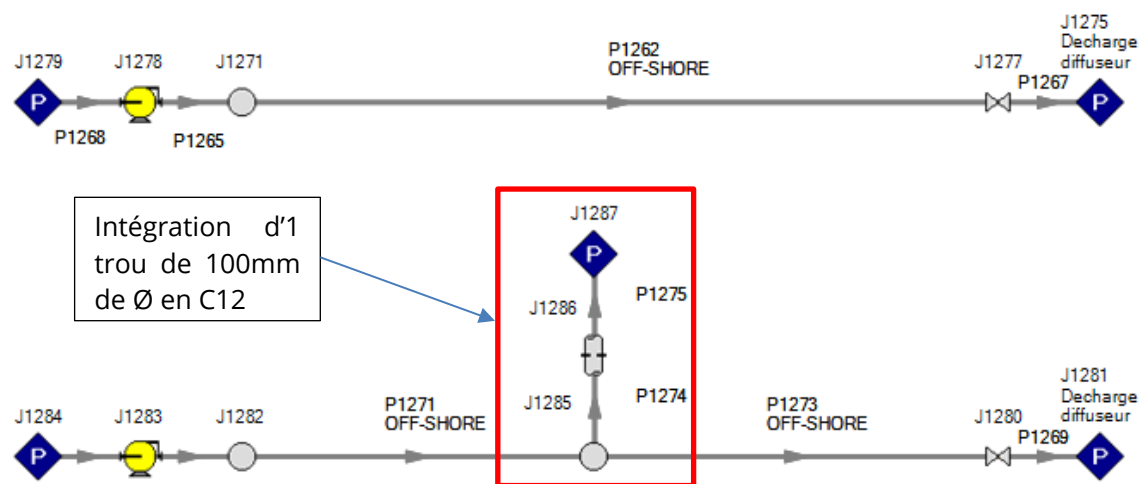 J1275
Decharge
diffuseur
P1262
OFF-SHORE
J1279
J1278
J1271
J1277
P1267
P
P
P1268
P1265
Intégration d'1
trou de 100mm
de Ø en C12
J1287
P
J1286
P1275
J1285
P1274
J1281
Decharge
diffuseur
P1271
OFF-SHORE
P1273
OFF-SHORE
J1284
J1283
J1282
J1280
P1269
P
P